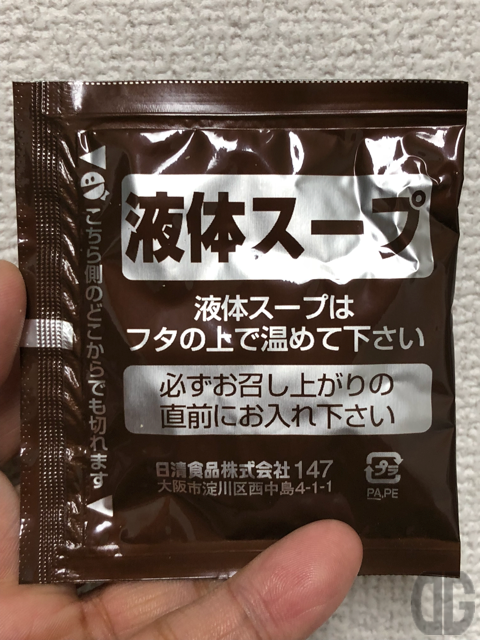 液体スープ
液体スープは
フタの上で温めて下さい
必ずお召し上がりの
直前にお入れ下さい
日清食品株式会社 147
大阪市淀川区西中島4-1-1
プラ
PA,PE
こちら側のどこからでも切れます
DG